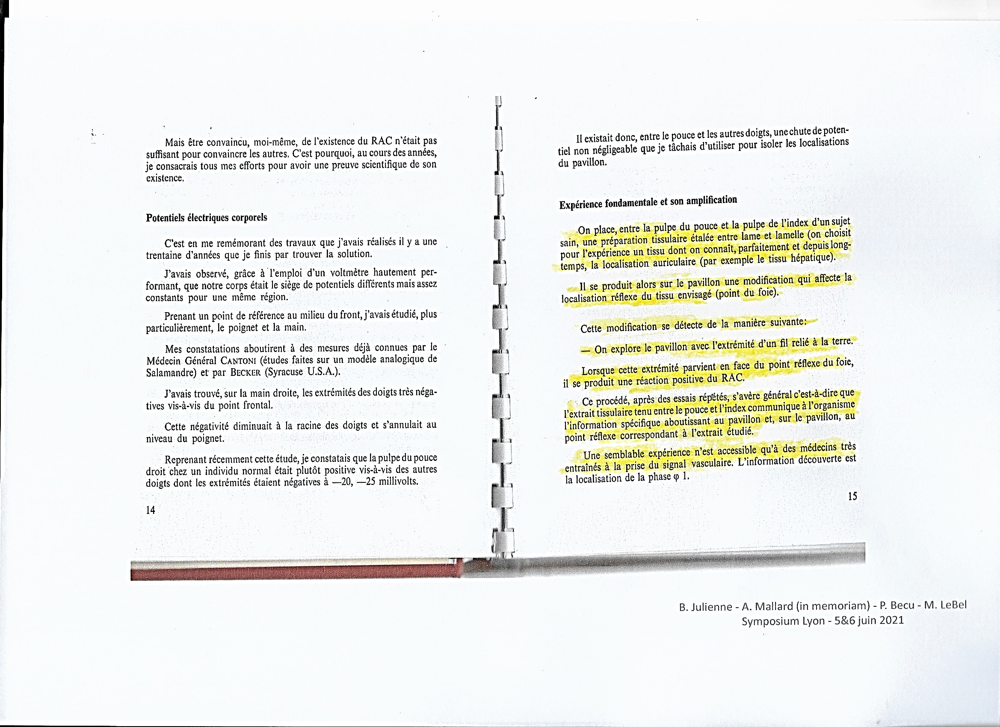 Mais être convaincu, moi-même, de l'existence du RAC n'était pas
suffisant pour convaincre les autres. C'est pourquoi, au cours des années,
je consacrais tous mes efforts pour avoir une preuve scientifique de son
existence.
Potentiels électriques corporels
C'est en me remémorant des travaux que j'avais réalisés il y a une
trentaine d'années que je finis par trouver la solution.
J'avais observé, grâce à l'emploi d'un voltmètre hautement per-
formant, que notre corps était le siège de potentiels différents mais assez
constants pour une même région.
Prenant un point de référence au milieu du front, j'avais étudié, plus
particulièrement, le poignet et la main.
Mes constatations aboutirent à des mesures déjà connues par le
Médecin Général CANTONI (études faites sur un modèle analogique de
Salamandre) et par BECKER (Syracuse U.S.A.).
J'avais trouvé, sur la main droite, les extrémités des doigts très néga-
tives vis-à-vis du point frontal.
Cette négativité diminuait à la racine des doigts et s'annulait au
niveau du poignet.
Reprenant récemment cette étude, je constatais que la pulpe du pouce
droit chez un individu normal était plutôt positive vis-à-vis des autres
doigts dont les extrémités étaient négatives à —20, —25 millivolts.
14
Il existait donc, entre le pouce et les autres doigts, une chute de poten-
tiel non négligeable que je tâchais d'utiliser pour isoler les localisations
du pavillon.
Expérience fondamentale et son amplification
On place, entre la pulpe du pouce et la pulpe de l'index d'un sujet
sain, une préparation tissulaire étalée entre lame et lamelle (on choisit
pour l'expérience un tissu dont on connaît, parfaitement et depuis long-
temps, la localisation auriculaire (par exemple le tissu hépatique).
Il se produit alors sur le pavillon une modification qui affecte la
localisation réflexe du tissu envisagé (point du foie).
Cette modification se détecte de la manière suivante:
— On explore le pavillon avec l'extrémité d'un fil relié à la terre.
Lorsque cette extrémité parvient en face du point réflexe du foie,
il se produit une réaction positive du RAC.
Ce procédé, après des essais répétés, s'avère général c'est-à-dire que
l'extrait tissulaire tenu entre le pouce et l'index communique à l'organisme
l'information spécifique aboutissant au pavillon et, sur le pavillon, au
point réflexe correspondant à l'extrait étudié.
Une semblable expérience n'est accessible qu'à des médecins très
entraînés à la prise du signal vasculaire. L'information découverte est
la localisation de la phase φ 1.
15
B. Julienne - A. Mallard (in memoriam) - P. Becu - M. LeBel
Symposium Lyon - 5&6 juin 2021